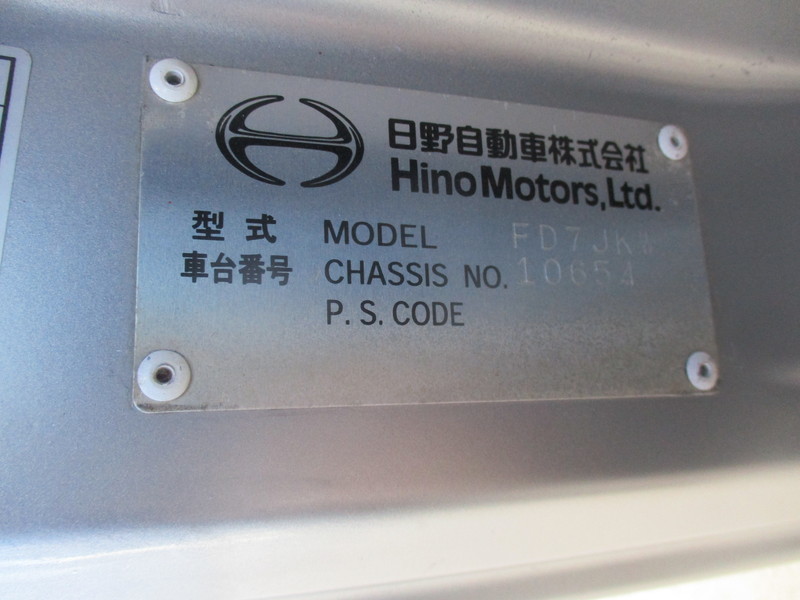 日野自動車株式会社
Hino Motors, Ltd.
型式 MODEL FD7JKW
車台番号 CHASSIS NO. 10654
P. S. CODE